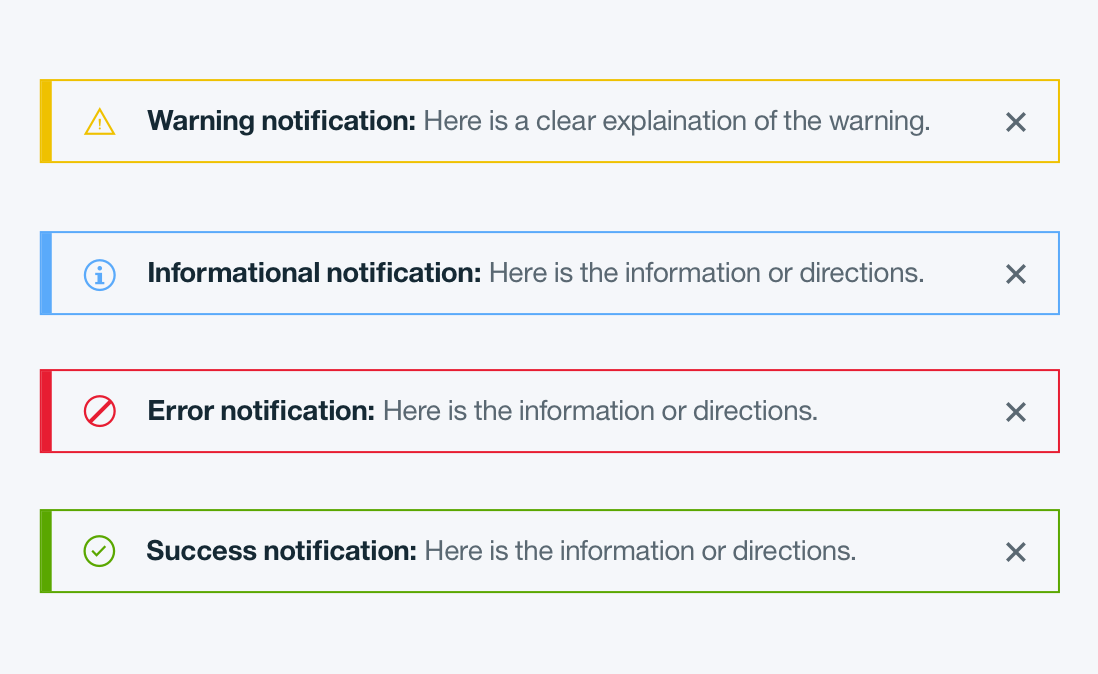 Warning notification: Here is a clear explaination of the warning.
Informational notification: Here is the information or directions.
Error notification: Here is the information or directions.
Success notification: Here is the information or directions.